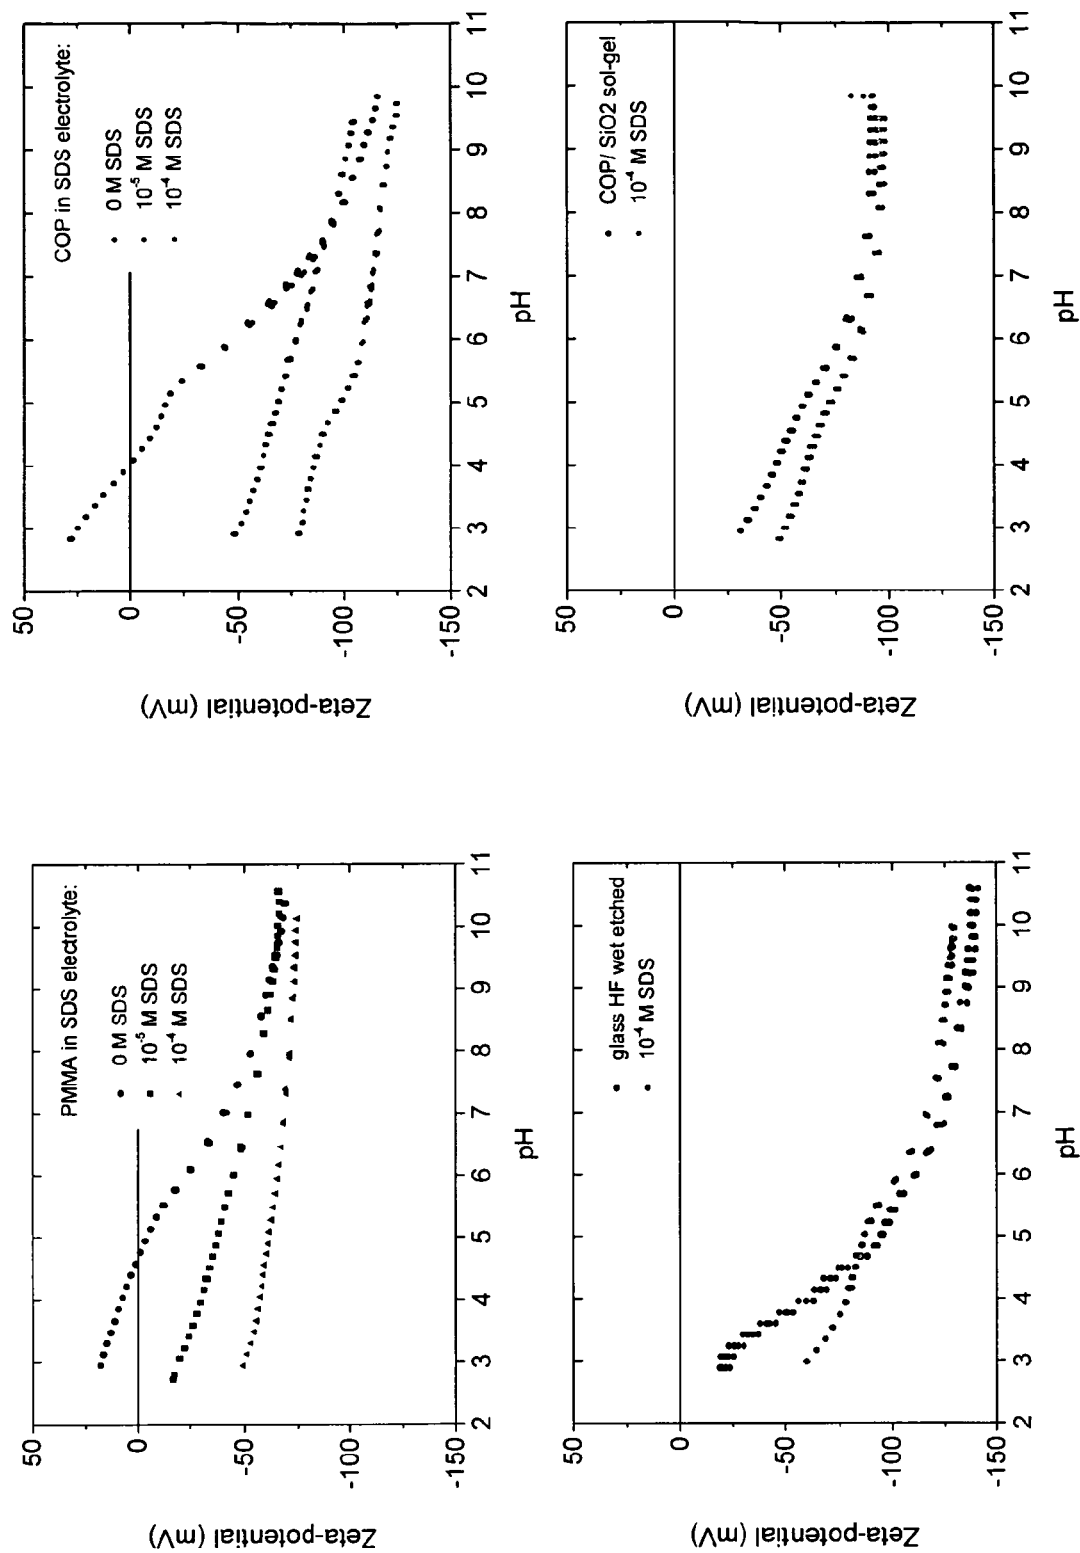 PMMA in SDS electrolyte:
0 M SDS
10⁻⁵ M SDS
10⁻⁴ M SDS
50
0
-50
-100
-150
Zeta-potential (mV)
2 3 4 5 6 7 8 9 10 11
pH
COP in SDS electrolyte:
0 M SDS
10⁻⁵ M SDS
10⁻⁴ M SDS
50
0
-50
-100
-150
Zeta-potential (mV)
2 3 4 5 6 7 8 9 10 11
pH
glass HF wet etched
10⁻⁴ M SDS
50
0
-50
-100
-150
Zeta-potential (mV)
2 3 4 5 6 7 8 9 10 11
pH
COP/ SiO2 sol-gel
10⁻⁴ M SDS
50
0
-50
-100
-150
Zeta-potential (mV)
2 3 4 5 6 7 8 9 10 11
pH